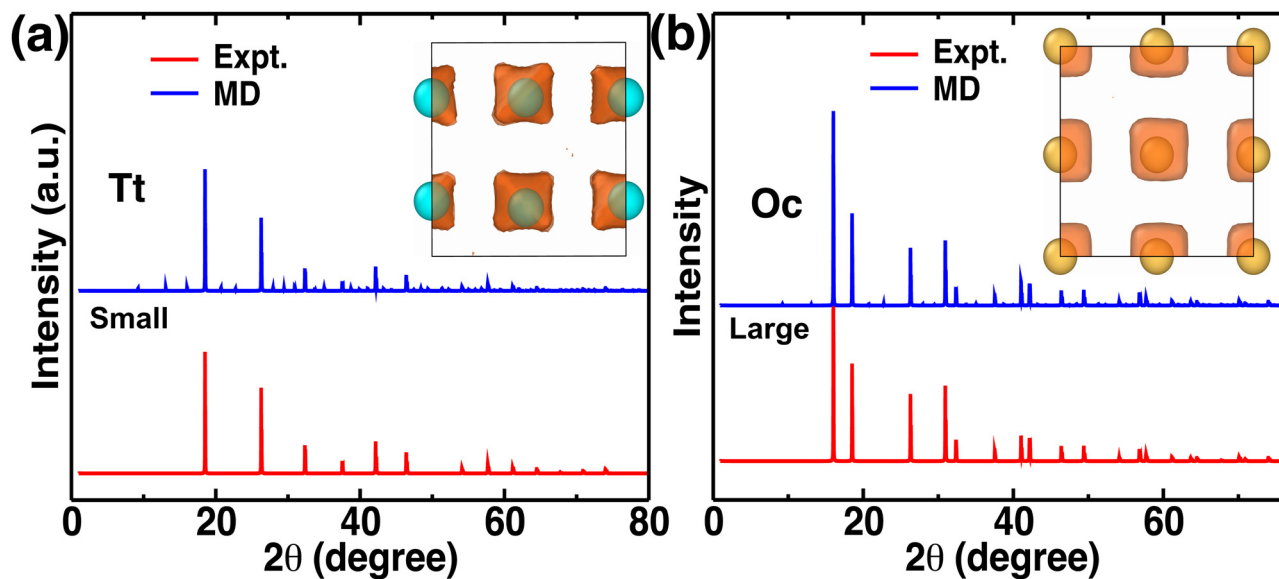 (a)
Expt.
MD
Tt
Small
Intensity (a.u.)
0 20 40 60 80
2θ (degree)
(b)
Expt.
MD
Oc
Large
Intensity
0 20 40 60
2θ (degree)